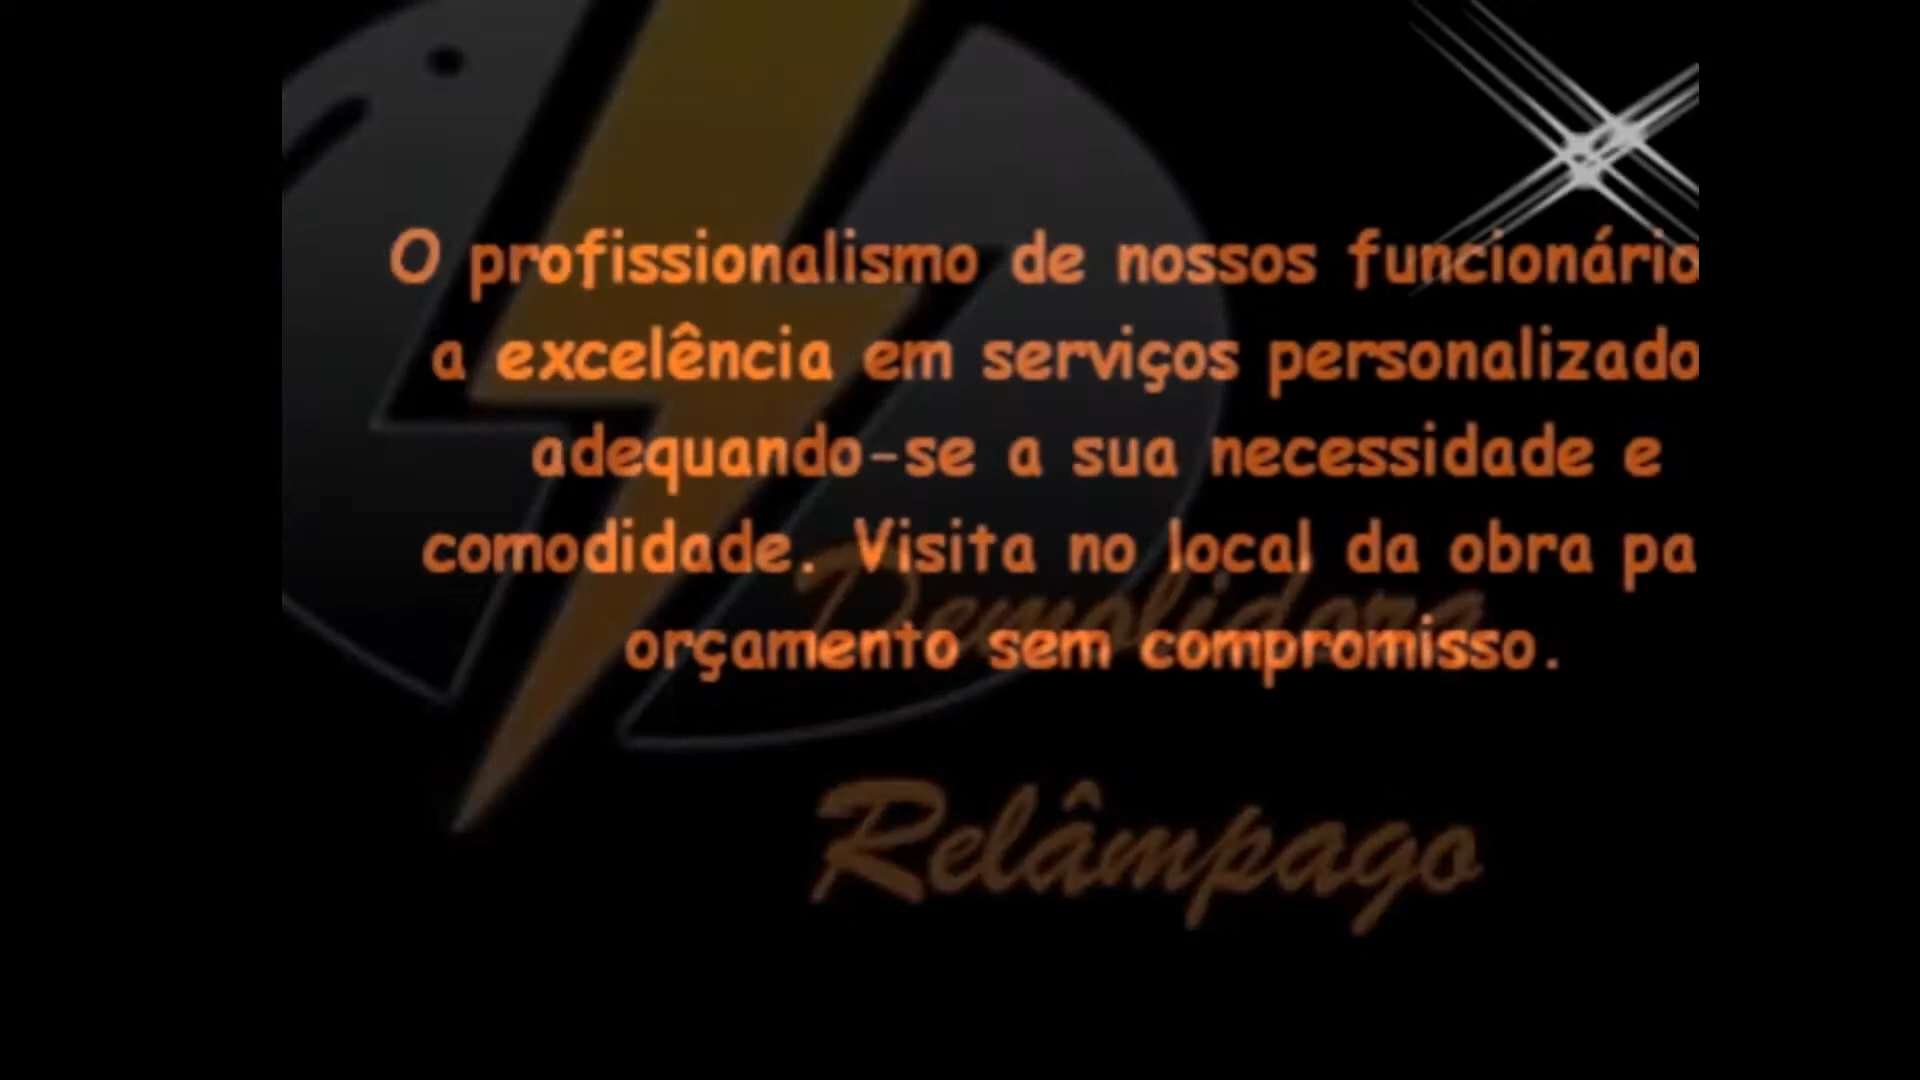 O profissionalismo de nossos funcionário
a excelência em serviços personalizado
adequando-se a sua necessidade e
comodidade. Visita no local da obra pa
orçamento sem compromisso.
Demolidora
Relâmpago